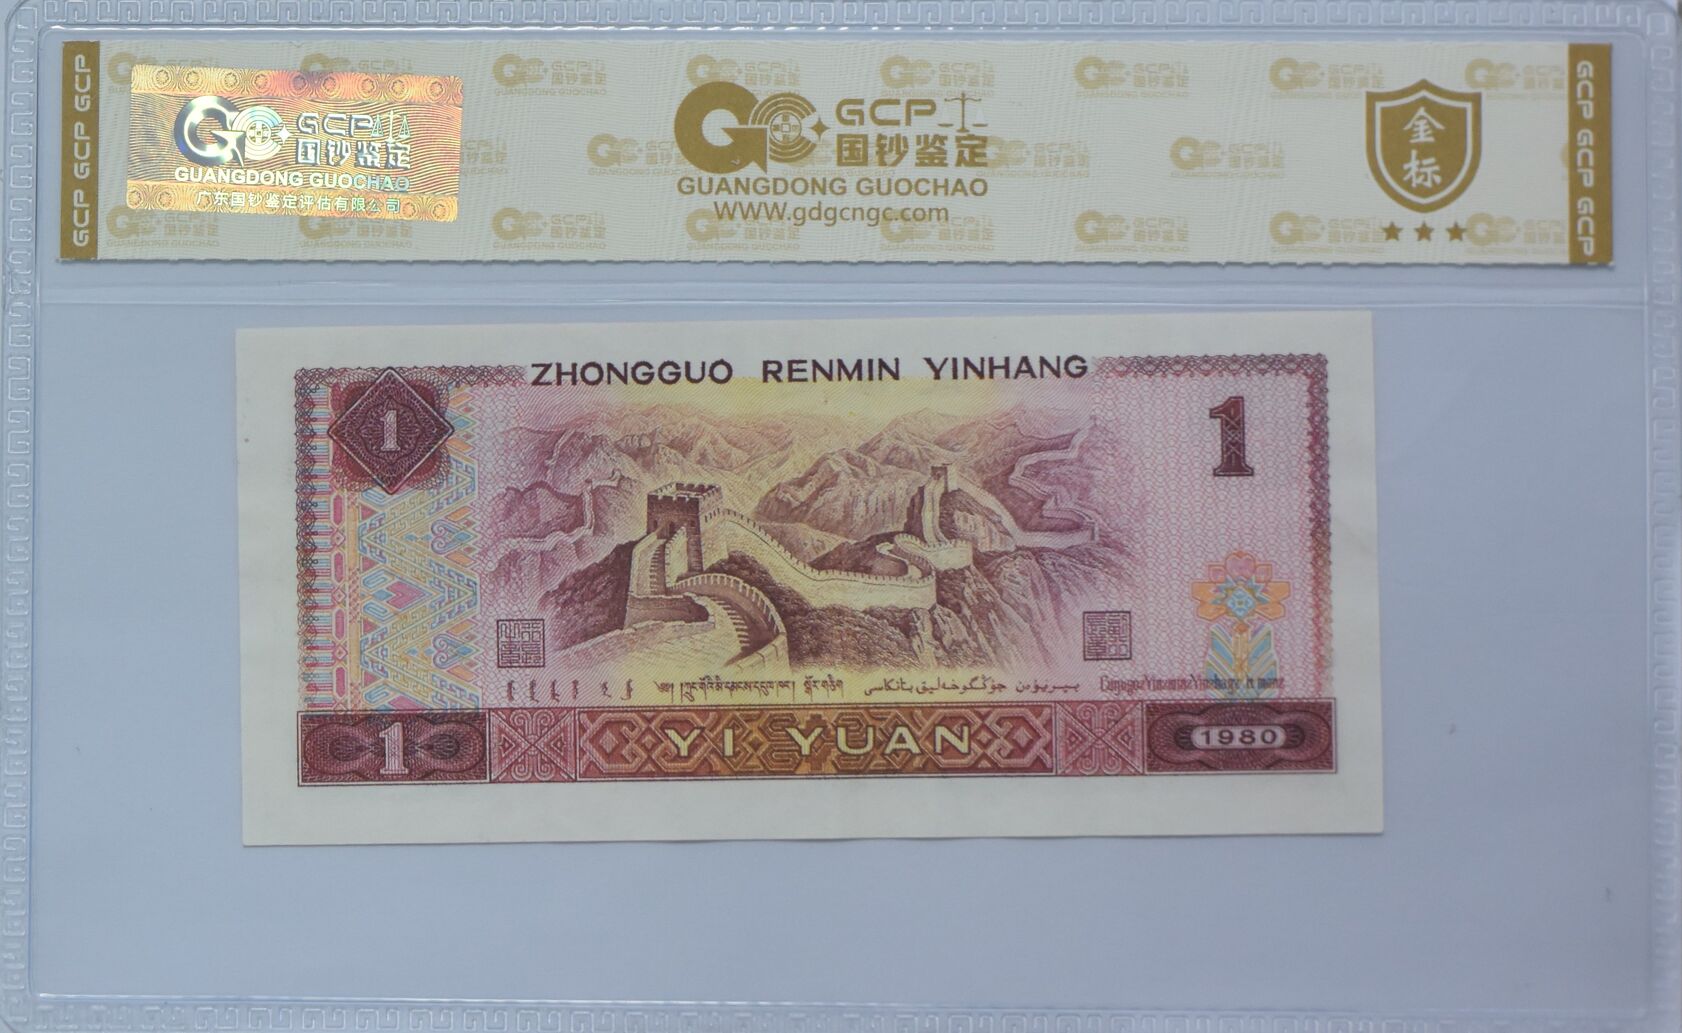 GCP GCP GCP
GCP 国钞鉴定
GUANGDONG GUOCHAO
广东国钞鉴定评估有限公司
GCP
国钞鉴定
GUANGDONG GUOCHAO
WWW.gdgcngc.com
金标
GCP GCP GCP
ZHONGGUO RENMIN YINHANG
1
1
1
YI YUAN
1980